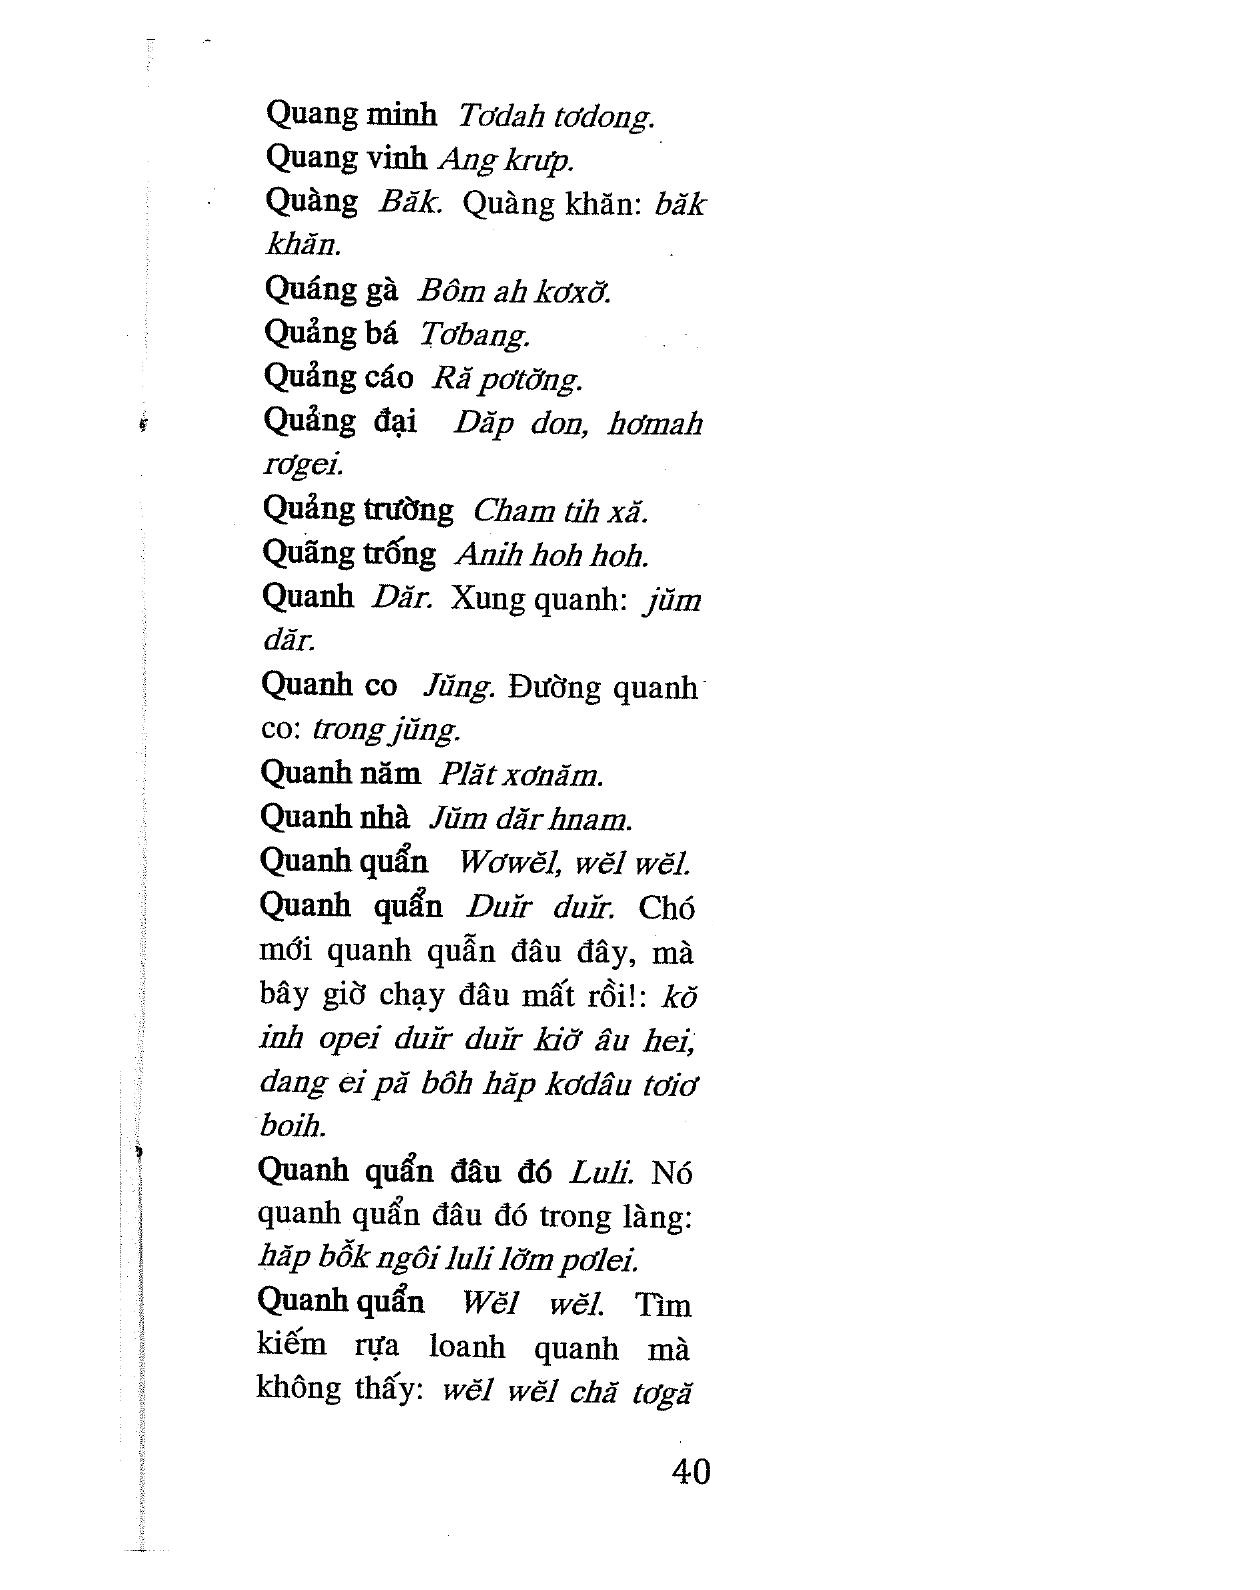 Quang minh Tơdah tơdong.
Quang vinh Ang krưp.
Quàng Băk. Quàng khăn: băk
khăn.
Quáng gà Bôm ah kơxơ̆.
Quảng bá Tơbang.
Quảng cáo Ră pơtơ̆ng.
Quảng đại Dăp don, hơmah
rơgei.
Quảng trường Cham tih xă.
Quãng trống Anih hoh hoh.
Quanh Dăr. Xung quanh: jŭm
dăr.
Quanh co Jŭng. Đường quanh
co: trong jŭng.
Quanh năm Plăt xơnăm.
Quanh nhà Jŭm dăr hnam.
Quanh quẩn Wơwĕl, wĕl wĕl.
Quanh quẩn Duĭr duĭr. Chó
mới quanh quẫn đâu đây, mà
bây giờ chạy đâu mất rồi!: kŏ
inh opei duĭr duĭr kiơ̆ âu hei,
dang ei pă bôh hăp kơdâu tơiơ
boih.
Quanh quẩn đâu đó Luli. Nó
quanh quẩn đâu đó trong làng:
hăp bô̆k ngôi luli lơ̆m pơlei.
Quanh quẩn Wĕl wĕl. Tìm
kiếm rựa loanh quanh mà
không thấy: wĕl wĕl chă tơgă
40